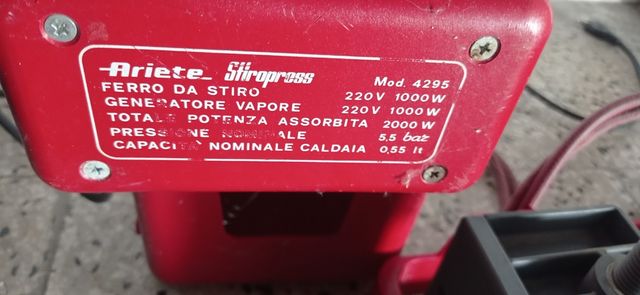 Ariete Stiropress Mod. 4295
FERRO DA STIRO 220V 1000W
GENERATORE VAPORE 220V 1000W
TOTALE POTENZA ASSORBITA 2000 W
PRESSIONE NOMINALE 5.5 bar
CAPACITÀ NOMINALE CALDAIA 0,55 lt